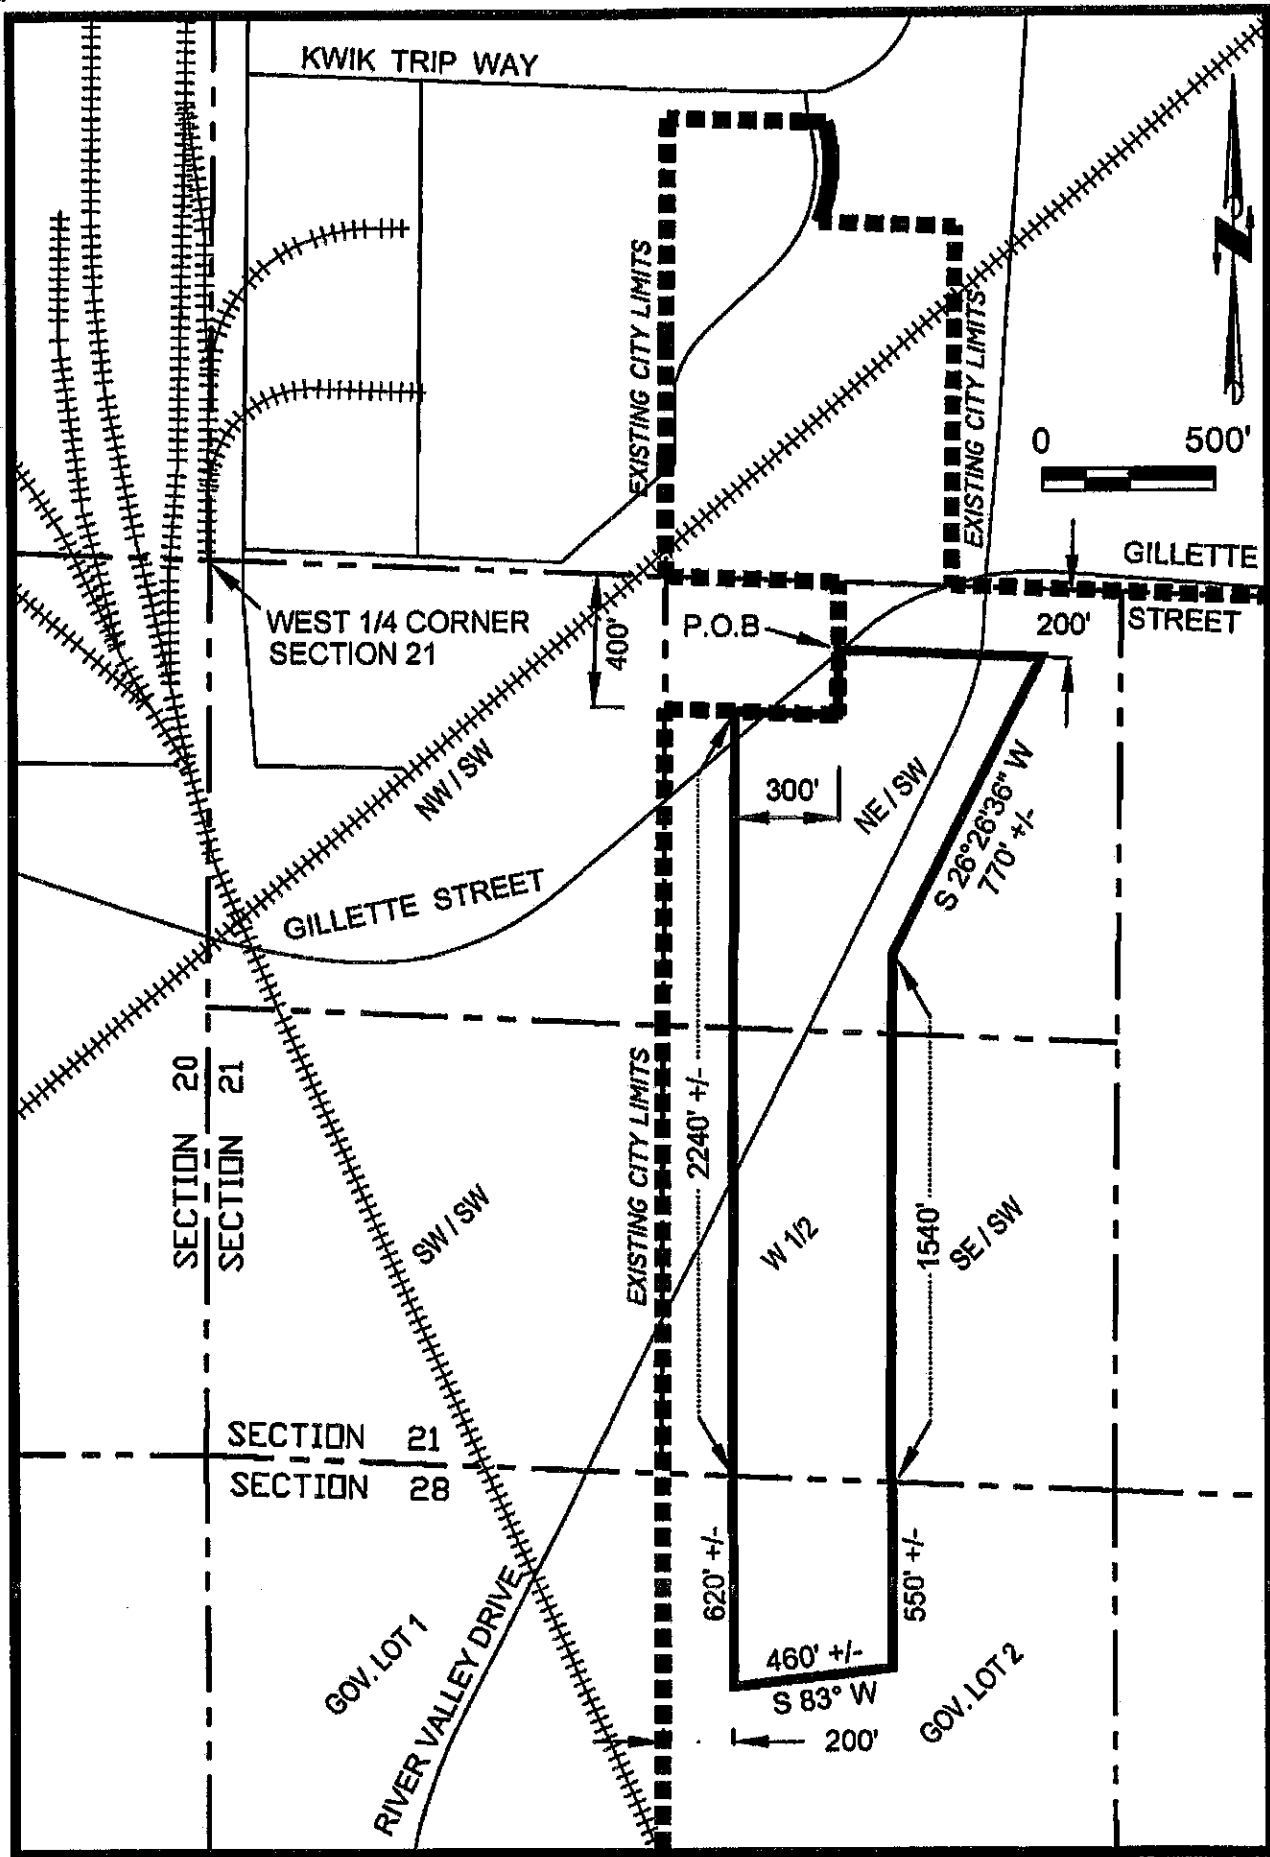 KWIK TRIP WAY
EXISTING CITY LIMITS
EXISTING CITY LIMITS
0 500'
GILLETTE
STREET
200'
WEST 1/4 CORNER
SECTION 21
400'
P.O.B
300'
NW / SW
NE / SW
S 26°26'36" W
770' +/-
GILLETTE STREET
SECTION 20
SECTION 21
EXISTING CITY LIMITS
2240' +/-
SW / SW
W 1/2
1540'
SE / SW
SECTION 21
SECTION 28
620' +/-
550' +/-
GOV. LOT 1
RIVER VALLEY DRIVE
460' +/-
S 83° W
GOV. LOT 2
200'